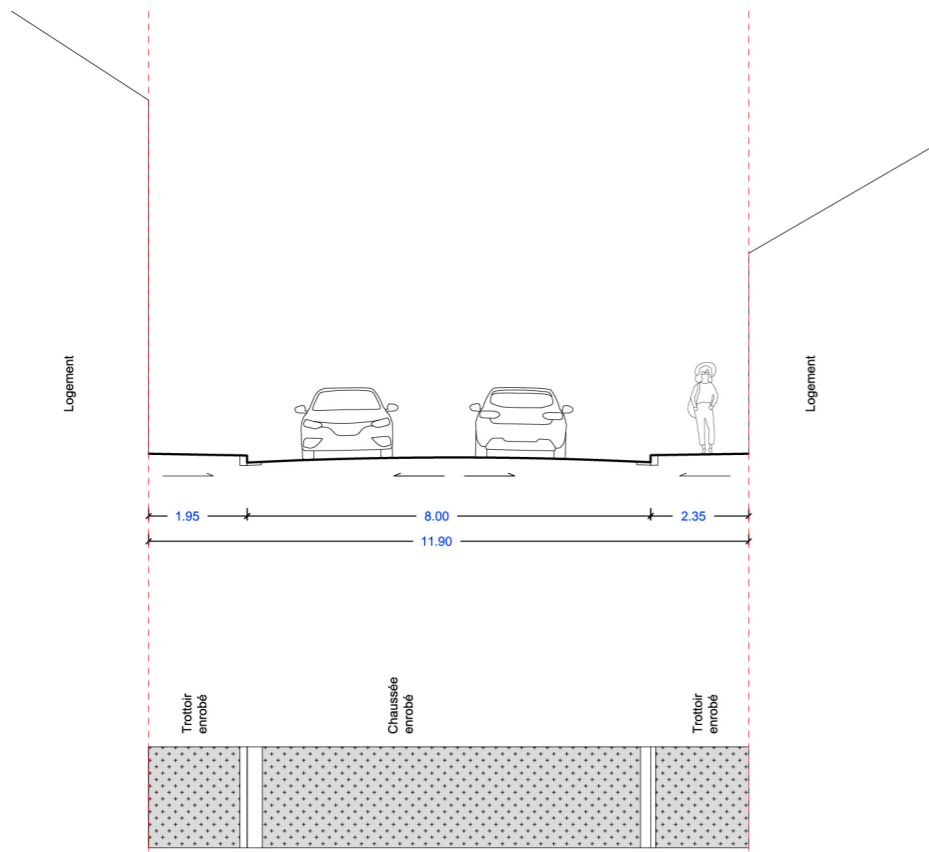 Logement
Logement
1.95
8.00
2.35
11.90
Trottoir
enrobé
Chaussée
enrobé
Trottoir
enrobé